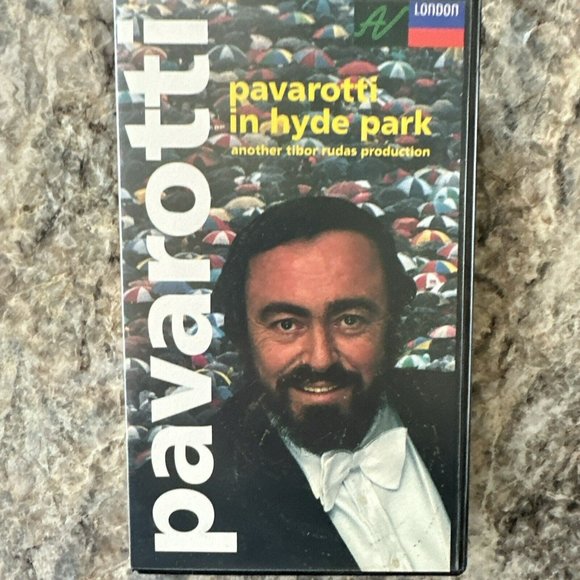 pavarotti
LONDON
pavarotti
in hyde park
another tibor rudas production